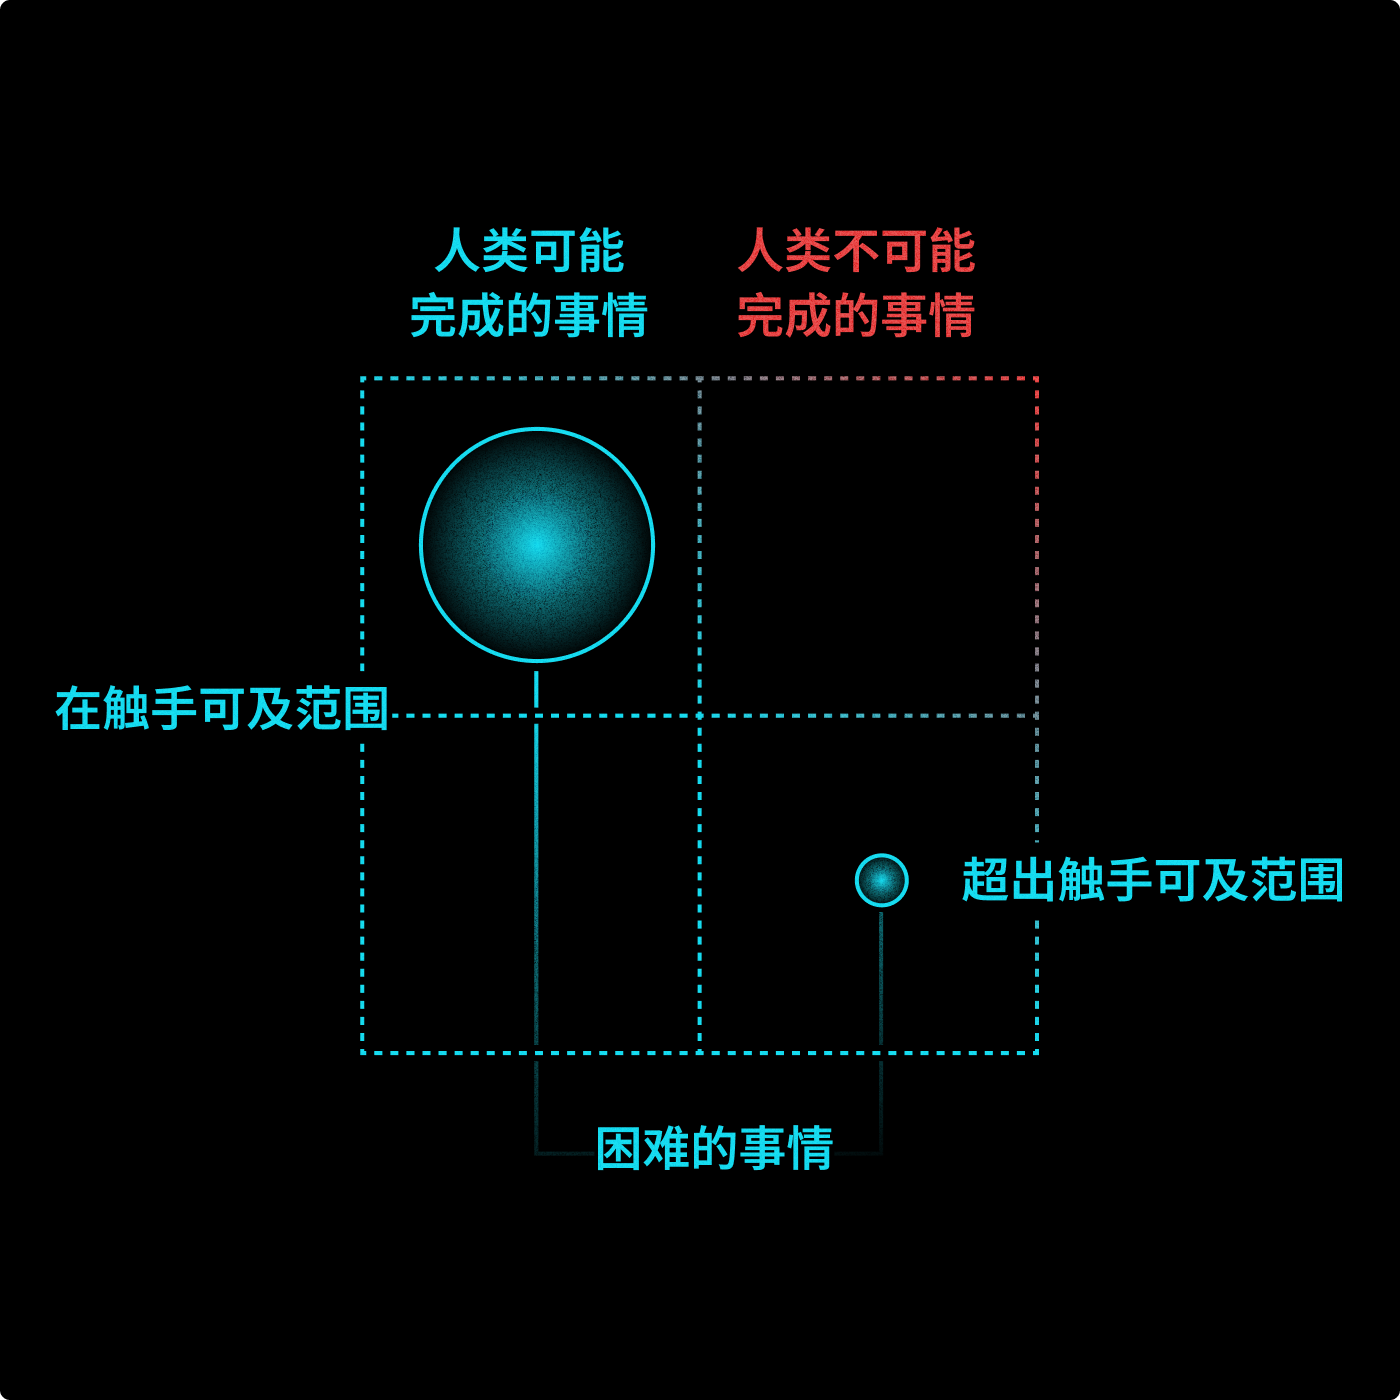 人类可能
完成的事情
人类不可能
完成的事情
在触手可及范围
超出触手可及范围
困难的事情